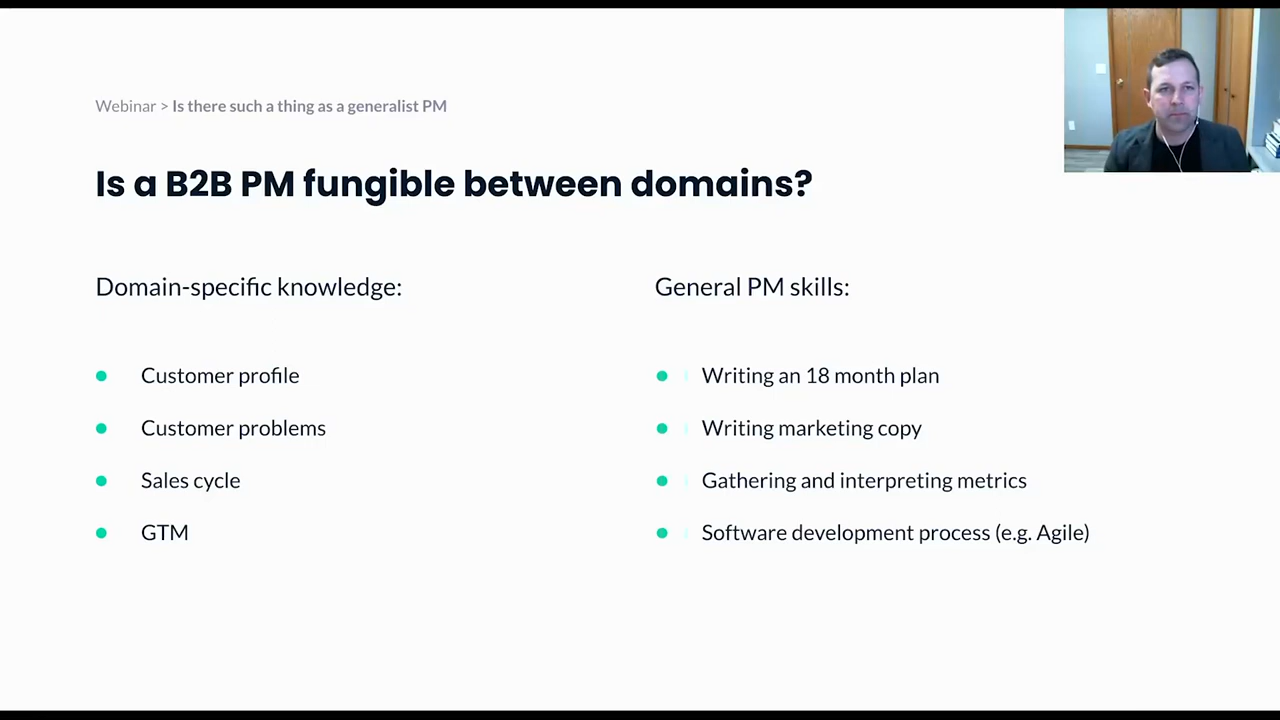 Webinar > Is there such a thing as a generalist PM
Is a B2B PM fungible between domains?
Domain-specific knowledge:
Customer profile
Customer problems
Sales cycle
GTM
General PM skills:
Writing an 18 month plan
Writing marketing copy
Gathering and interpreting metrics
Software development process (e.g. Agile)